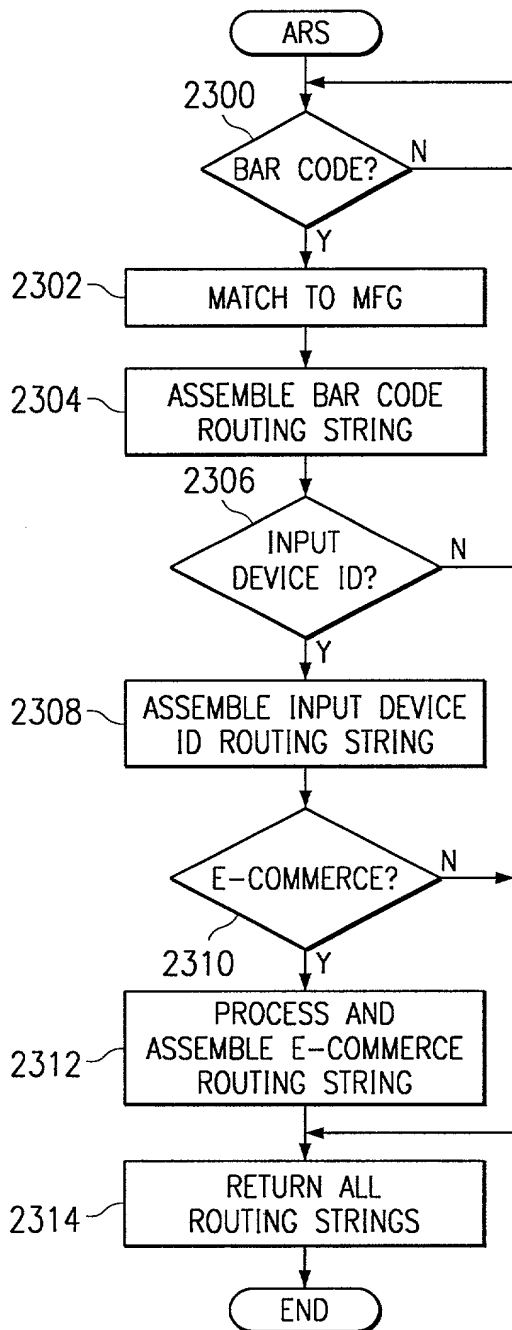 ARS
2300
BAR CODE?
N
Y
2302
MATCH TO MFG
2304
ASSEMBLE BAR CODE
ROUTING STRING
2306
INPUT
DEVICE ID?
N
Y
2308
ASSEMBLE INPUT DEVICE
ID ROUTING STRING
E-COMMERCE?
N
2310
Y
2312
PROCESS AND
ASSEMBLE E-COMMERCE
ROUTING STRING
2314
RETURN ALL
ROUTING STRINGS
END